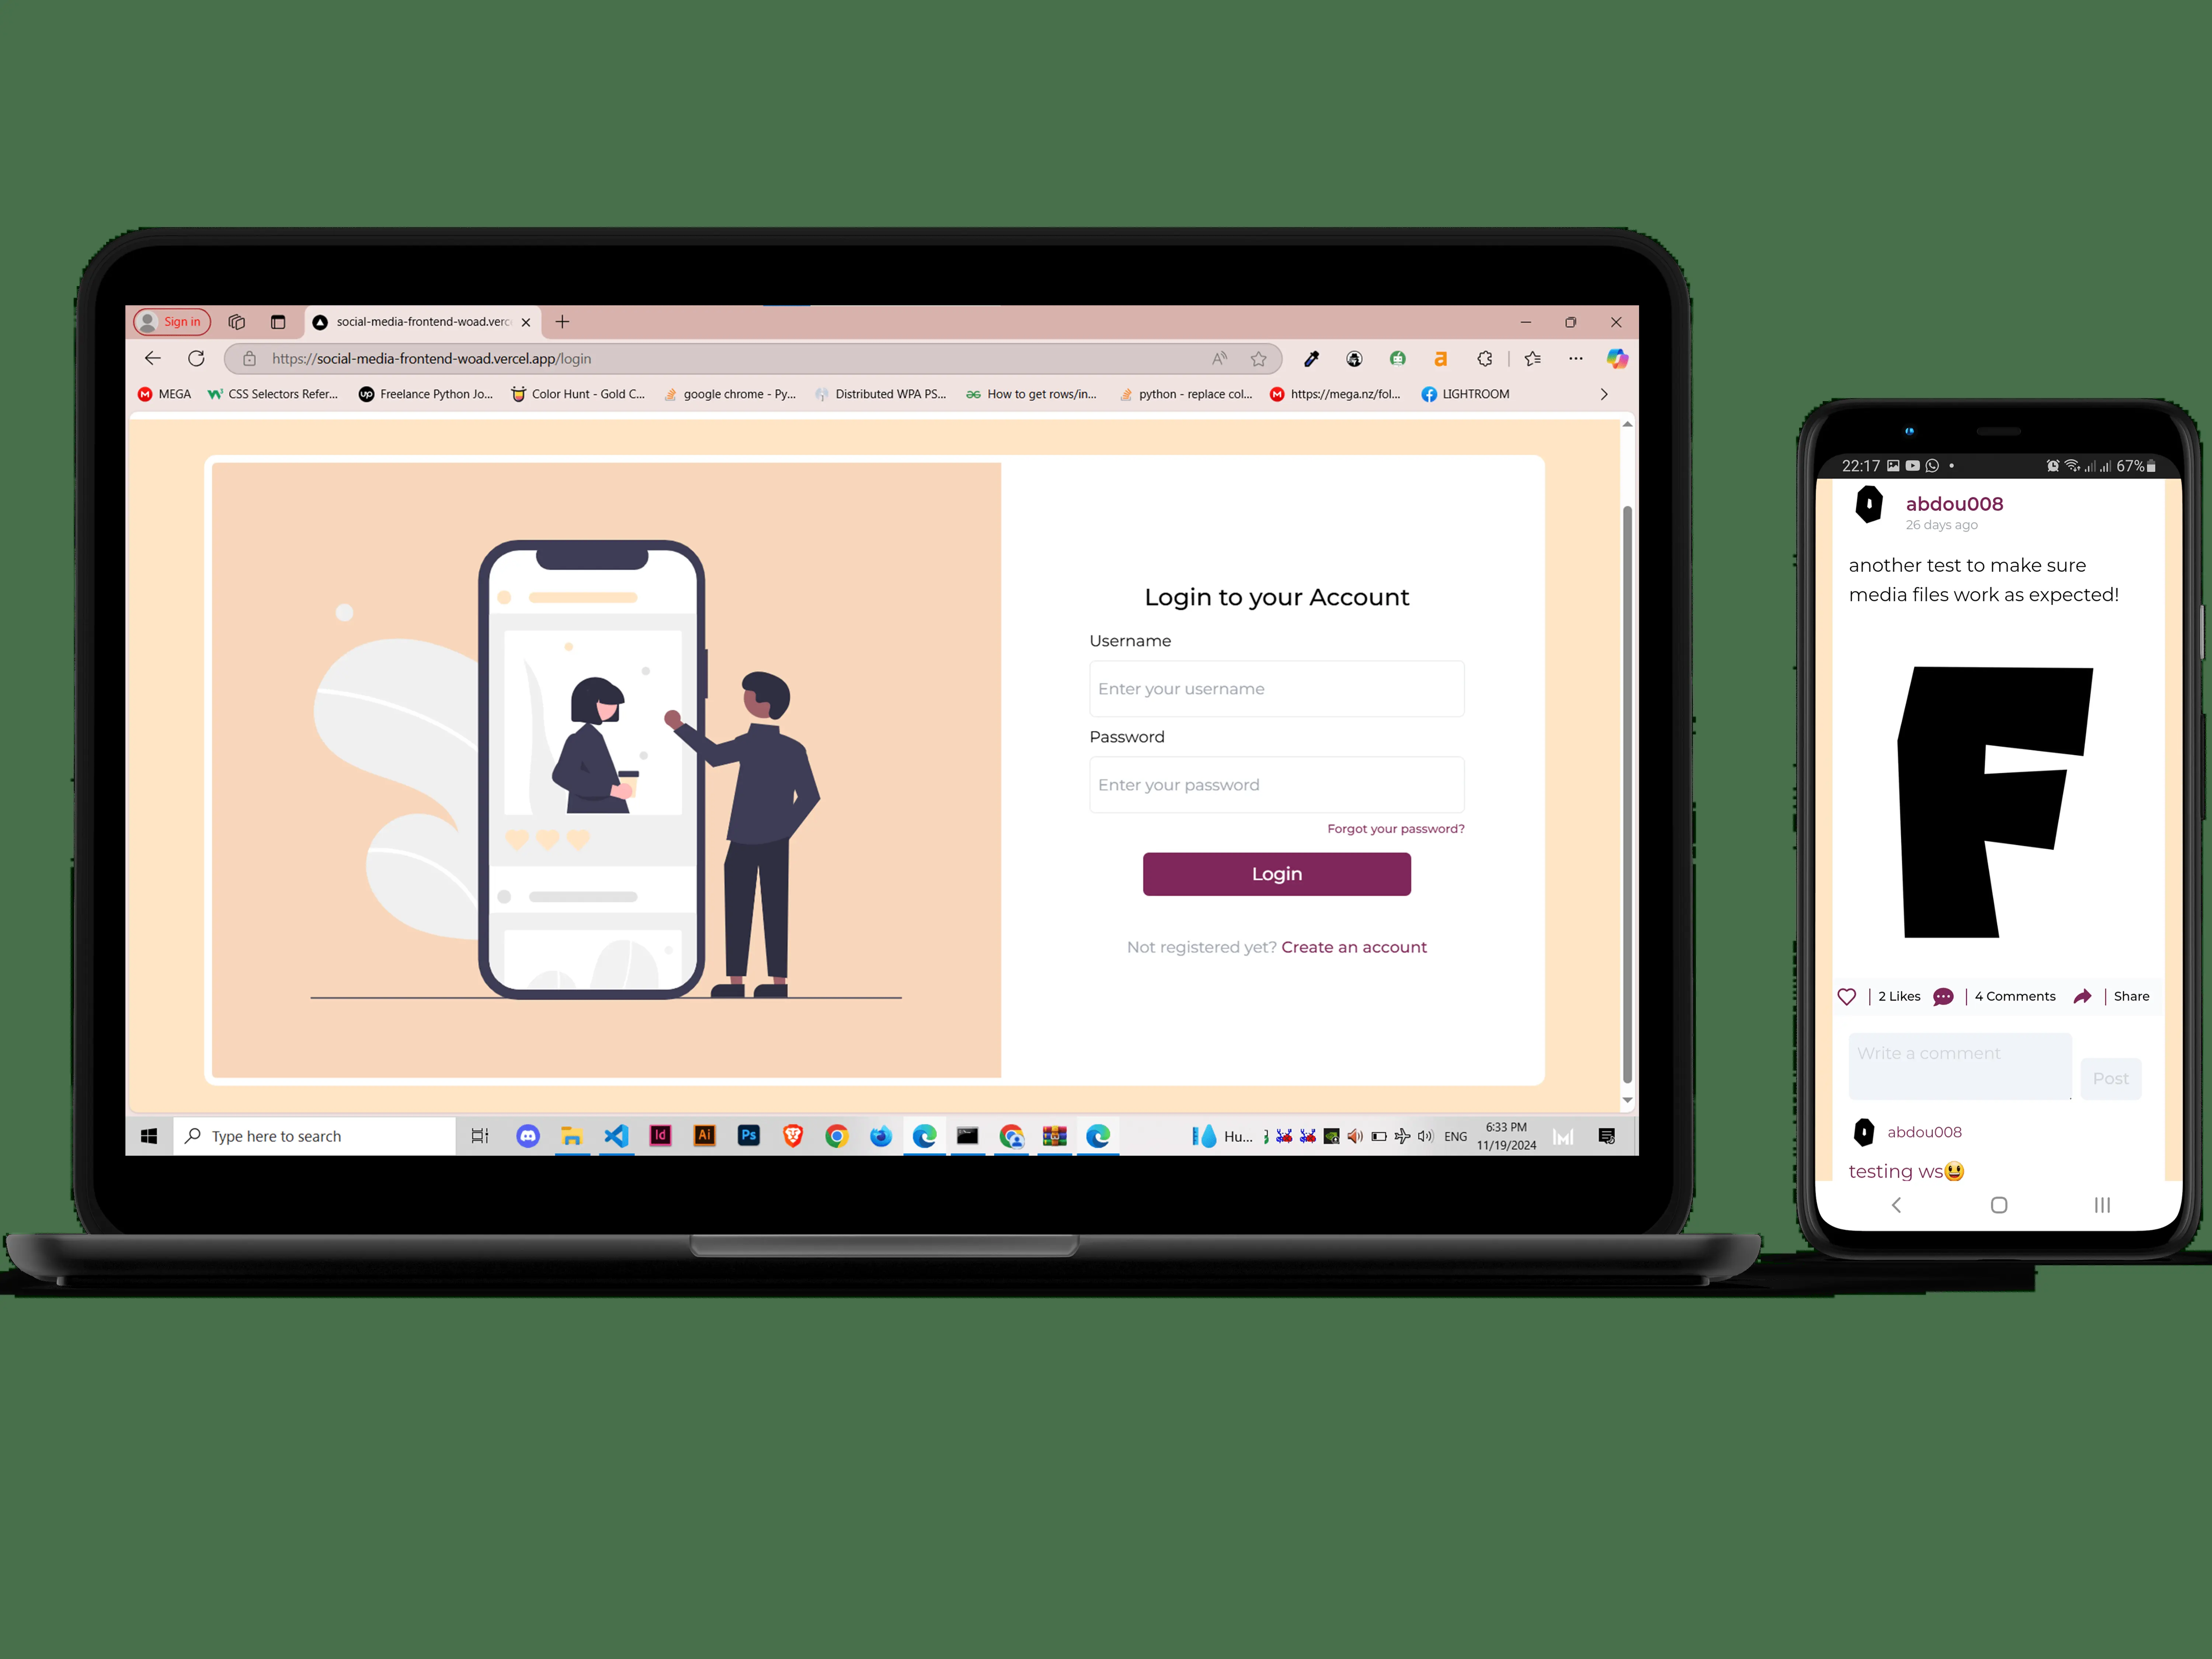 Sign in
social-media-frontend-woad.verc
https://social-media-frontend-woad.vercel.app/login
MEGA
CSS Selectors Refer...
Freelance Python Jo...
Color Hunt - Gold C...
google chrome - Py...
Distributed WPA PS...
How to get rows/in...
python - replace col...
https://mega.nz/fol...
LIGHTROOM
Login to your Account
Username
Enter your username
Password
Enter your password
Forgot your password?
Login
Not registered yet? Create an account
Type here to search
Id
Ai
Ps
Hu...
ENG
6:33 PM
11/19/2024
22:17
67%
abdou008
26 days ago
another test to make sure
media files work as expected!
F
2 Likes
4 Comments
Share
Write a comment
Post
abdou008
testing ws😃